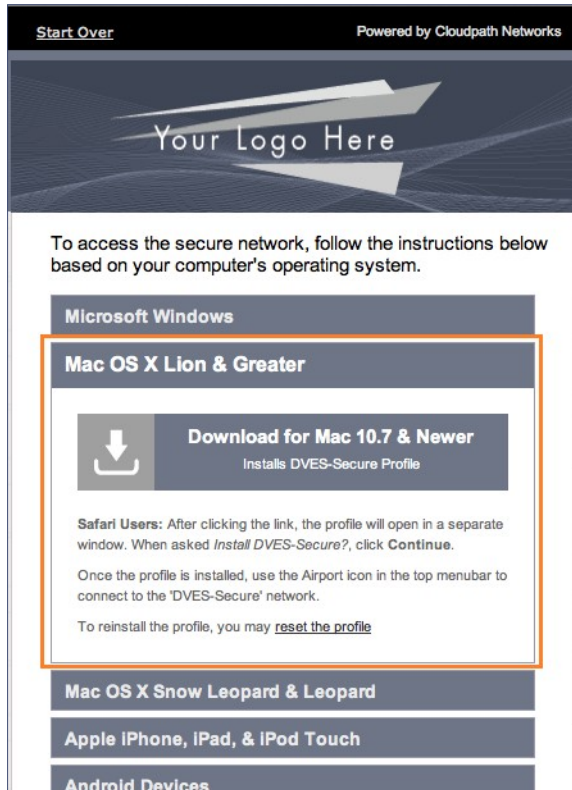 Start Over
Powered by Cloudpath Networks
Your Logo Here
To access the secure network, follow the instructions below
based on your computer's operating system.
Microsoft Windows
Mac OS X Lion & Greater
Download for Mac 10.7 & Newer
Installs DVES-Secure Profile
Safari Users: After clicking the link, the profile will open in a separate
window. When asked Install DVES-Secure?, click Continue.
Once the profile is installed, use the Airport icon in the top menubar to
connect to the 'DVES-Secure' network.
To reinstall the profile, you may reset the profile
Mac OS X Snow Leopard & Leopard
Apple iPhone, iPad, & iPod Touch
Android Devices